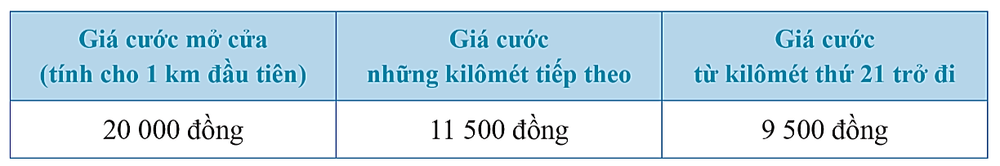 Giá cước mở cửa
(tính cho 1 km đầu tiên)
Giá cước
những kilômét tiếp theo
Giá cước
từ kilômét thứ 21 trở đi
20 000 đồng
11 500 đồng
9 500 đồng